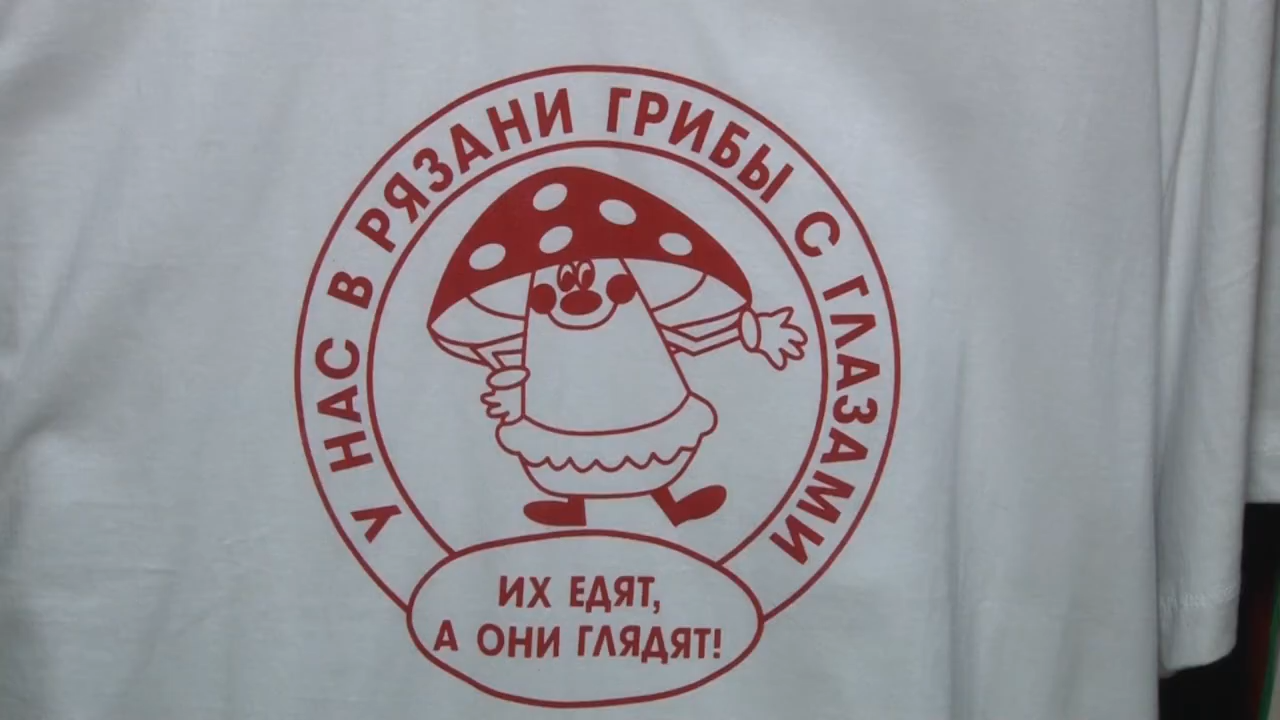 У НАС В РЯЗАНИ ГРИБЫ С ГЛАЗАМИ
ИХ ЕДЯТ,
А ОНИ ГЛЯДЯТ!